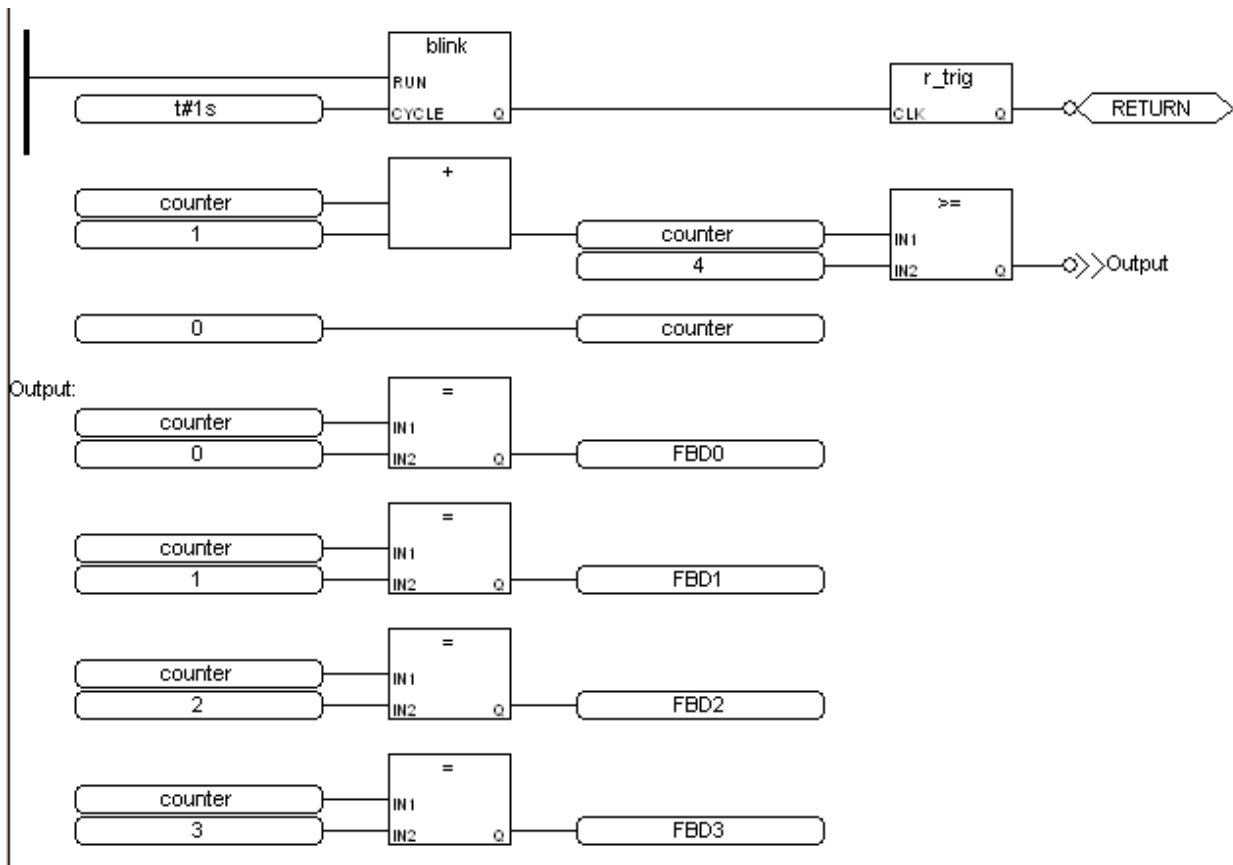 blink
RUN
r_trig
t#1s
CYCLE Q
CLK Q
RETURN
+
counter
1
>=
counter
IN1
4
IN2 Q
Output
0
counter
Output:
=
counter
IN1
0
IN2 Q
FBD0
=
counter
IN1
1
IN2 Q
FBD1
=
counter
IN1
2
IN2 Q
FBD2
=
counter
IN1
3
IN2 Q
FBD3